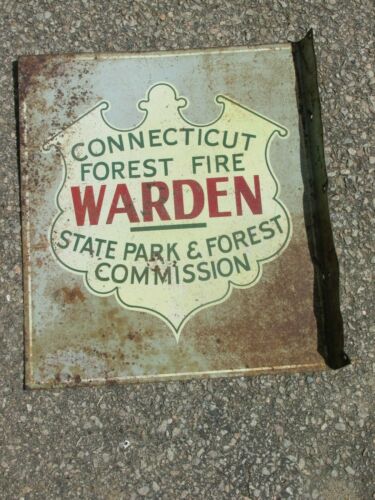 CONNECTICUT
FOREST FIRE
WARDEN
STATE PARK & FOREST
COMMISSION